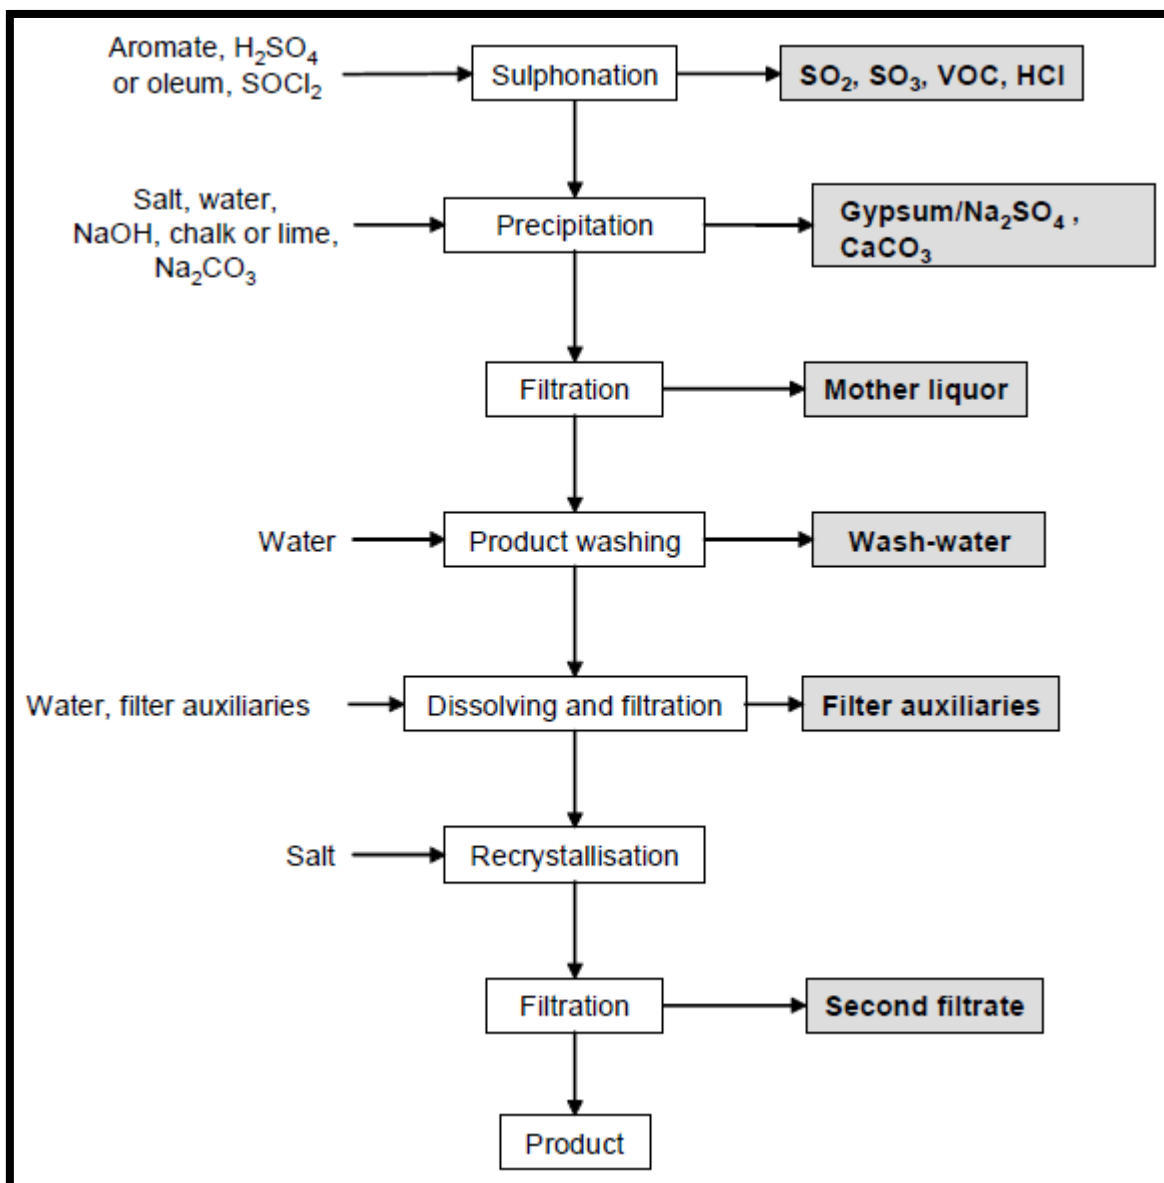 Aromate, H₂SO₄
or oleum, SOCl₂
Sulphonation
SO₂, SO₃, VOC, HCl
Salt, water,
NaOH, chalk or lime,
Na₂CO₃
Precipitation
Gypsum/Na₂SO₄ ,
CaCO₃
Filtration
Mother liquor
Water
Product washing
Wash-water
Water, filter auxiliaries
Dissolving and filtration
Filter auxiliaries
Salt
Recrystallisation
Filtration
Second filtrate
Product